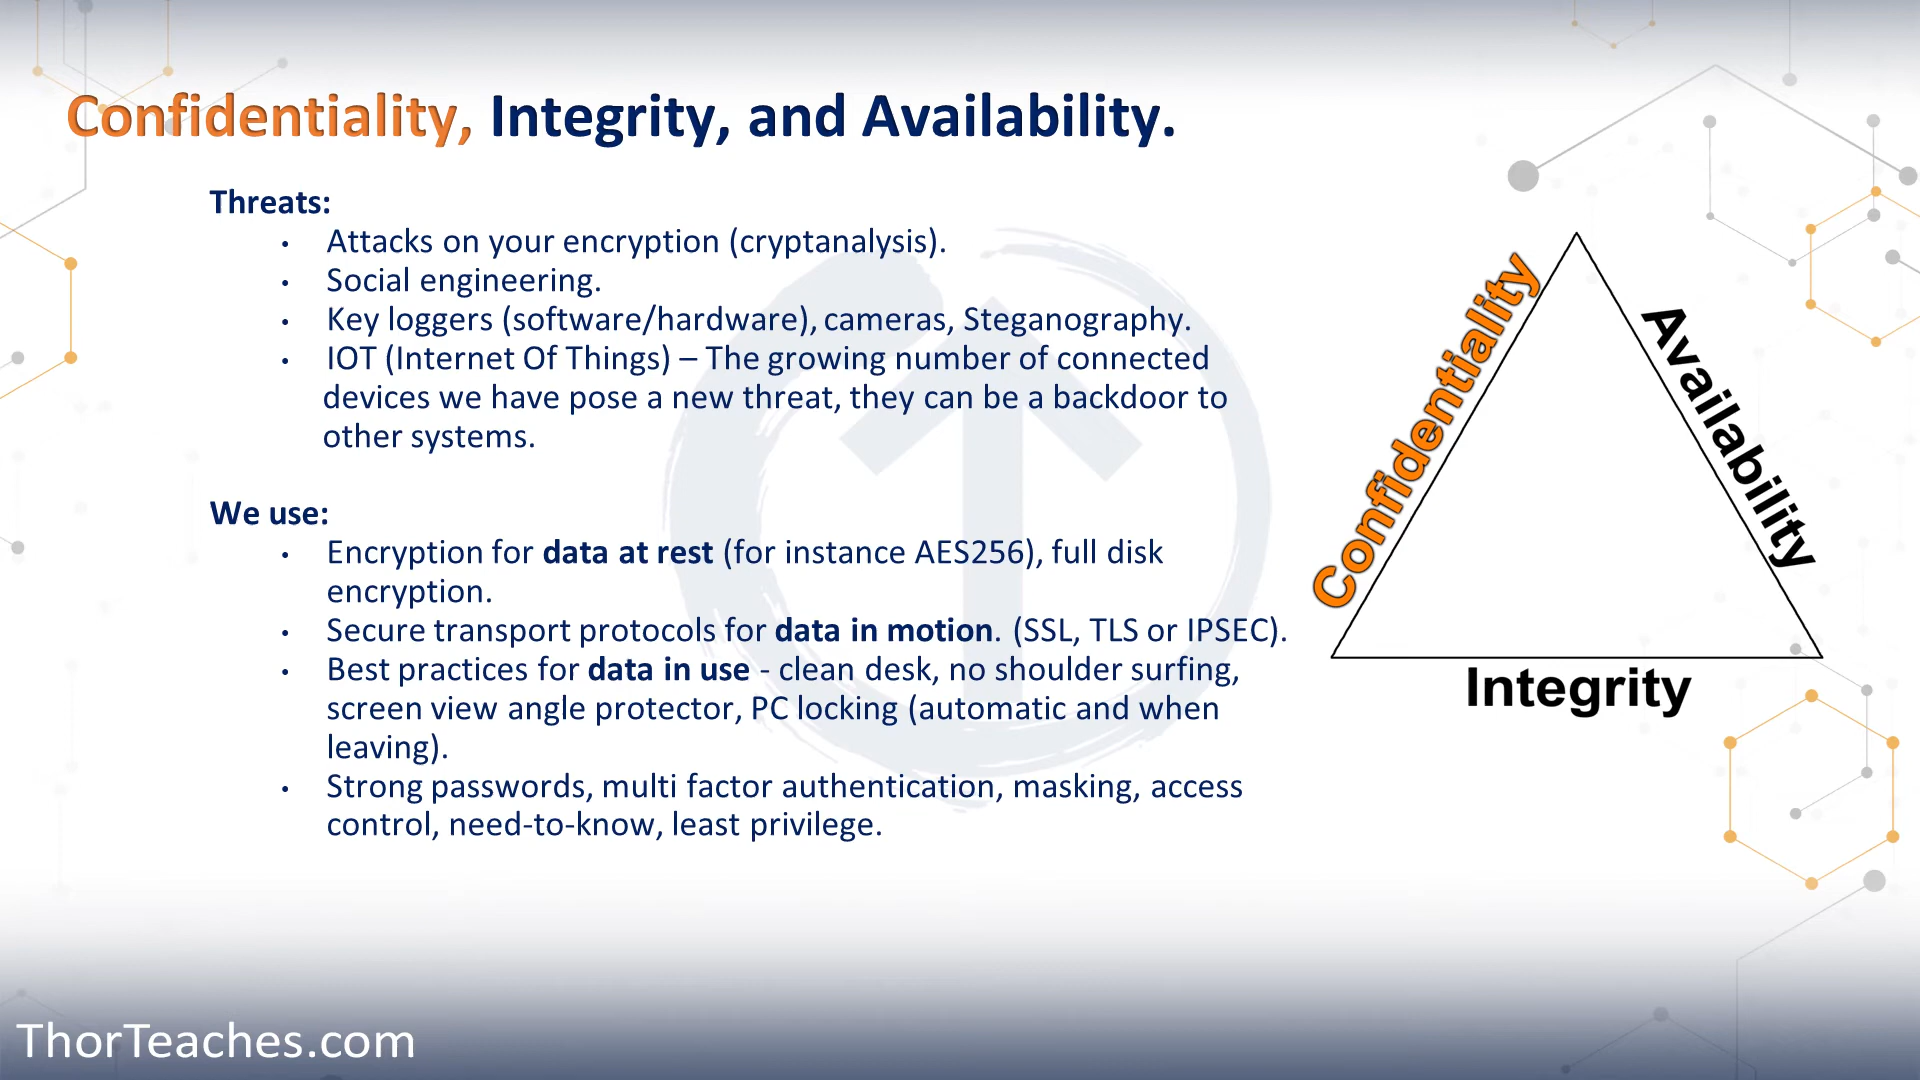 Confidentiality, Integrity, and Availability.
Threats:
• Attacks on your encryption (cryptanalysis).
• Social engineering.
• Key loggers (software/hardware), cameras, Steganography.
• IOT (Internet Of Things) – The growing number of connected
devices we have pose a new threat, they can be a backdoor to
other systems.
We use:
• Encryption for data at rest (for instance AES256), full disk
encryption.
• Secure transport protocols for data in motion. (SSL, TLS or IPSEC).
• Best practices for data in use - clean desk, no shoulder surfing,
screen view angle protector, PC locking (automatic and when
leaving).
• Strong passwords, multi factor authentication, masking, access
control, need-to-know, least privilege.
Confidentiality
Availability
Integrity
ThorTeaches.com